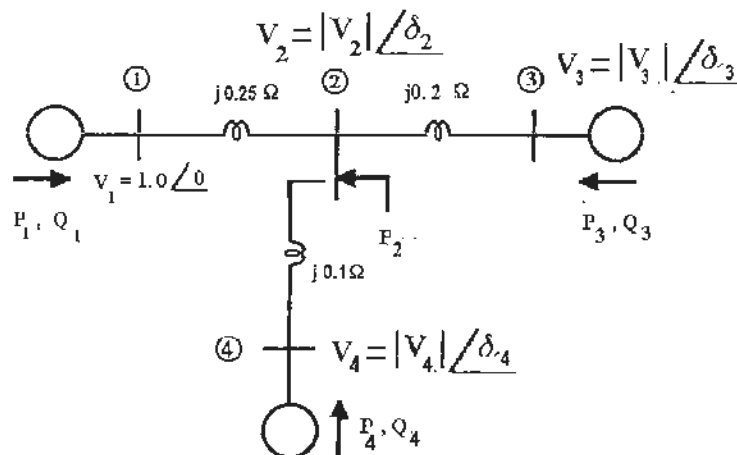 V₂ = |V₂| ∠δ₂
① ② ③ V₃ = |V₃| ∠δ₃
j0.25 Ω j0.2 Ω
V₁ = 1.0 ∠0
P₁, Q₁ P₂ P₃, Q₃
j0.1Ω
④ V₄ = |V₄| ∠δ₄
P₄, Q₄